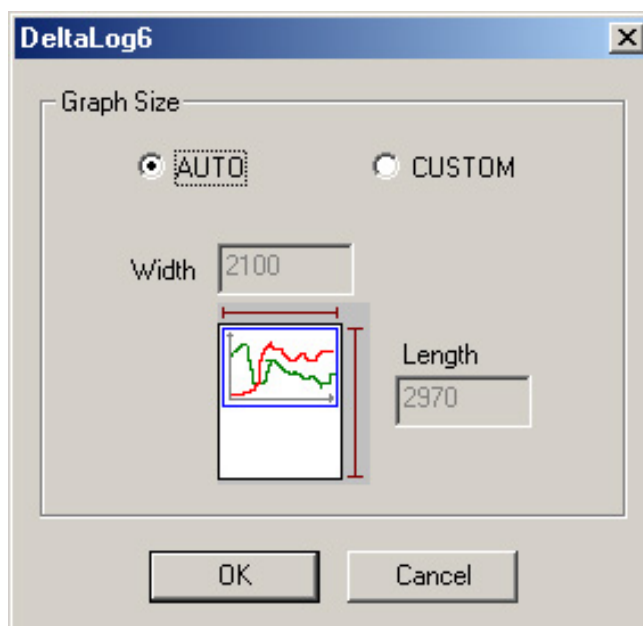 DeltaLog6
Graph Size
AUTO
CUSTOM
Width 2100
Length
2970
OK
Cancel